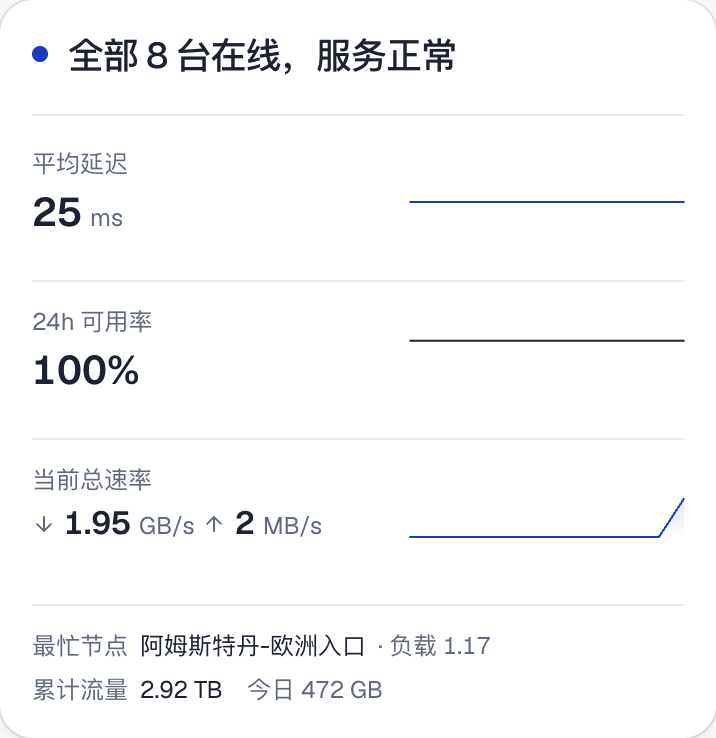 全部 8 台在线，服务正常
平均延迟
25 ms
24h 可用率
100%
当前总速率
↓ 1.95 GB/s ↑ 2 MB/s
最忙节点 阿姆斯特丹-欧洲入口 · 负载 1.17
累计流量 2.92 TB 今日 472 GB